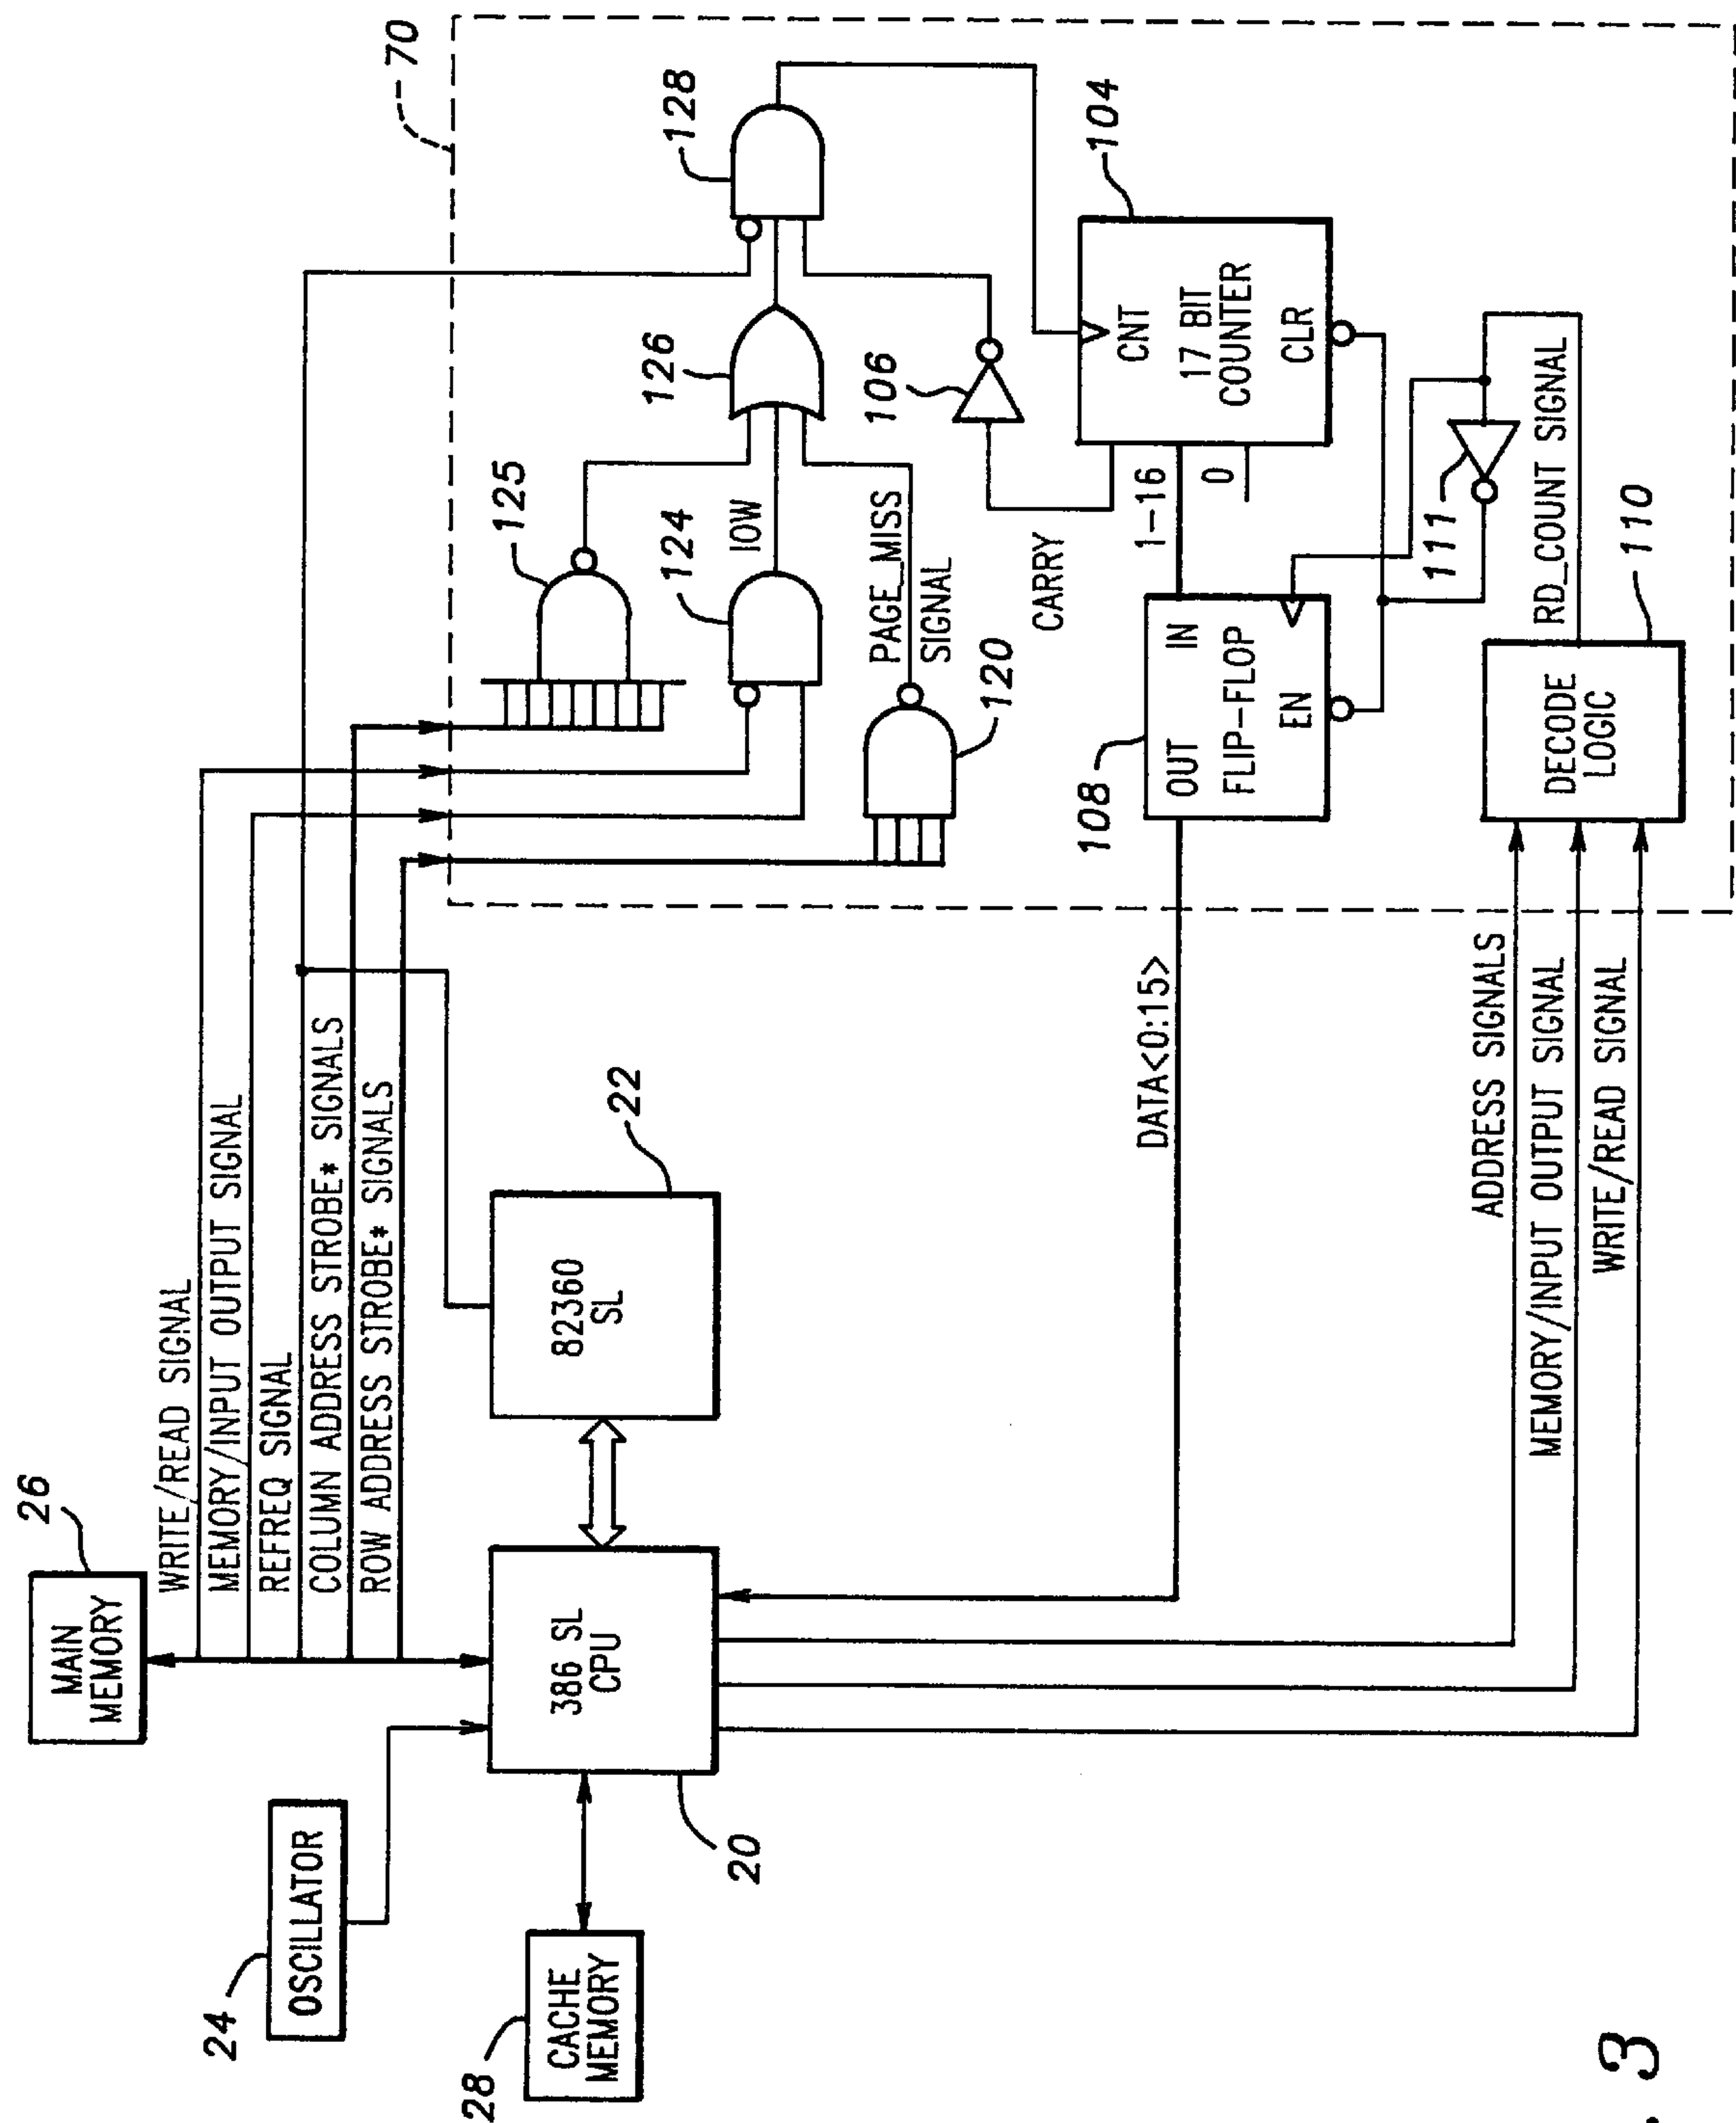 26
MAIN
MEMORY
24
OSCILLATOR
28
CACHE
MEMORY
20
386 SL
CPU
22
82360
SL
WRITE/READ SIGNAL
MEMORY/INPUT OUTPUT SIGNAL
REFREQ SIGNAL
COLUMN ADDRESS STROBE* SIGNALS
ROW ADDRESS STROBE* SIGNALS
70
125
124
IOW
126
128
120
PAGE_MISS
SIGNAL
106
CARRY
104
CNT
17 BIT
COUNTER
CLR
1-16
0
108
OUT IN
FLIP-FLOP
EN
111
RD_COUNT SIGNAL
110
DECODE
LOGIC
DATA<0:15>
ADDRESS SIGNALS
MEMORY/INPUT OUTPUT SIGNAL
WRITE/READ SIGNAL
. 3